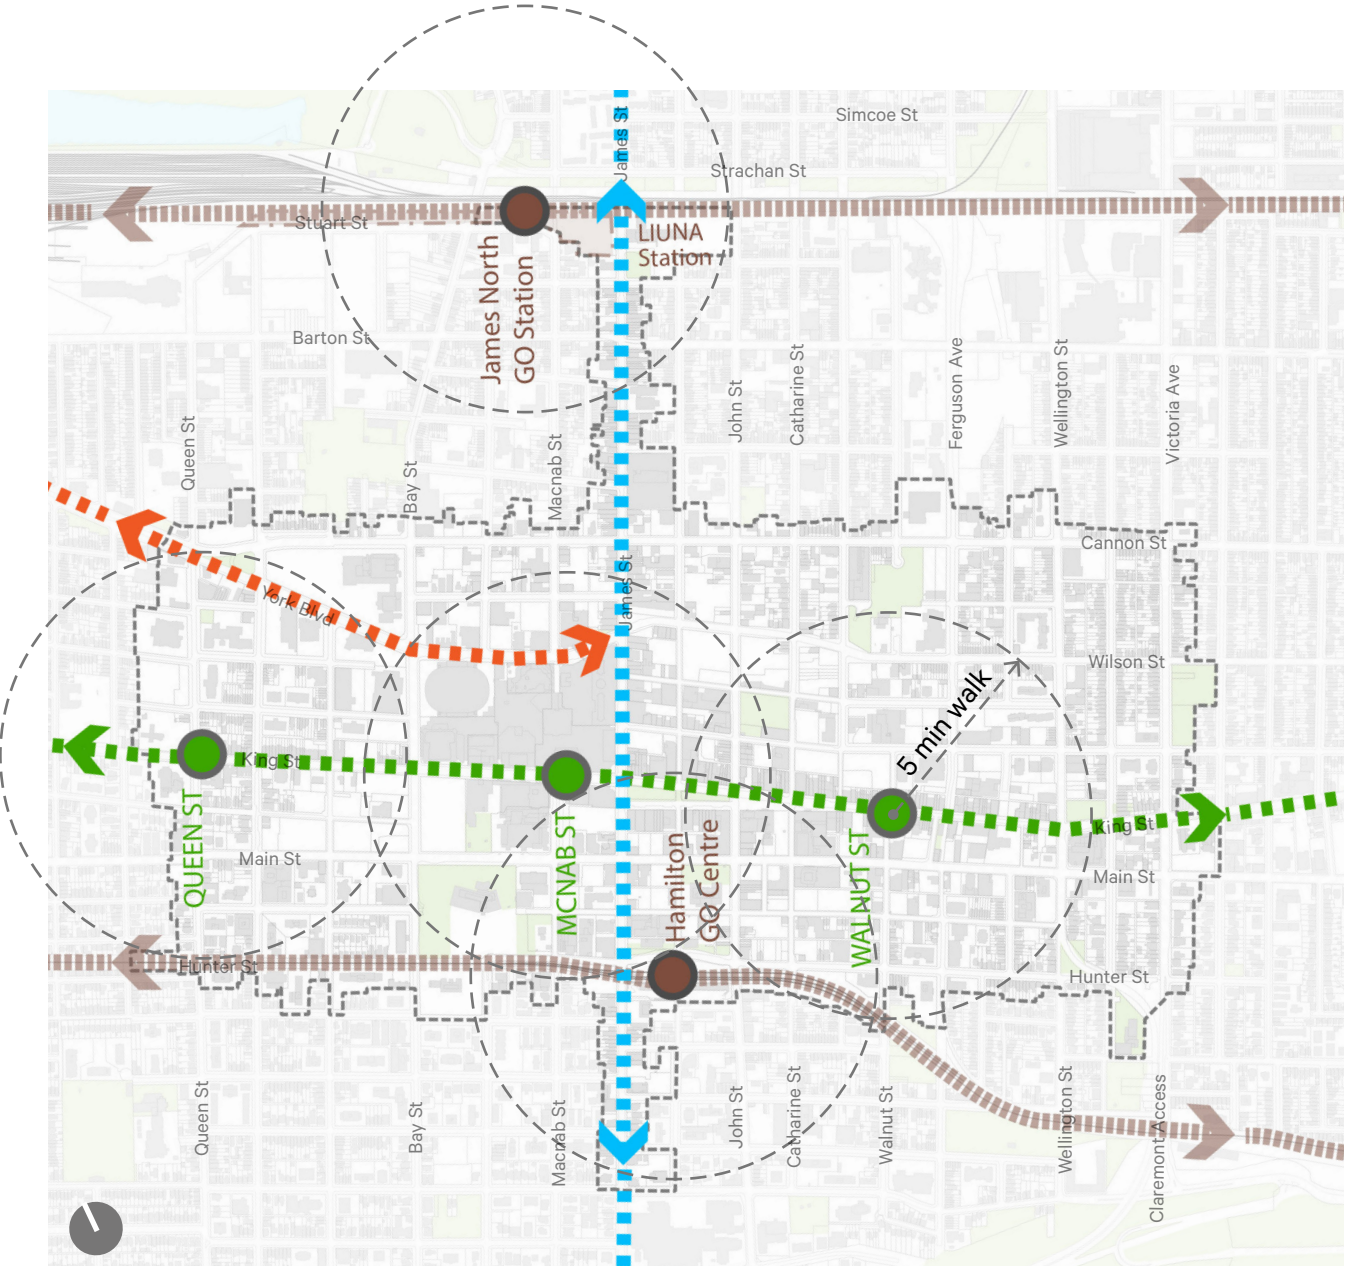 James St
Simcoe St
Strachan St
Stuart St
LIUNA
Station
James North
GO Station
Barton St
Queen St
Bay St
Macnab St
John St
Catharine St
Ferguson Ave
Wellington St
Victoria Ave
Cannon St
York Blvd
James St
Wilson St
5 min walk
King St
King St
QUEEN ST
MCNAB ST
Hamilton
GO Centre
WALNUT ST
Main St
Main St
Hunter St
Hunter St
Queen St
Bay St
Macnab St
John St
Catharine St
Walnut St
Wellington St
Claremont Access